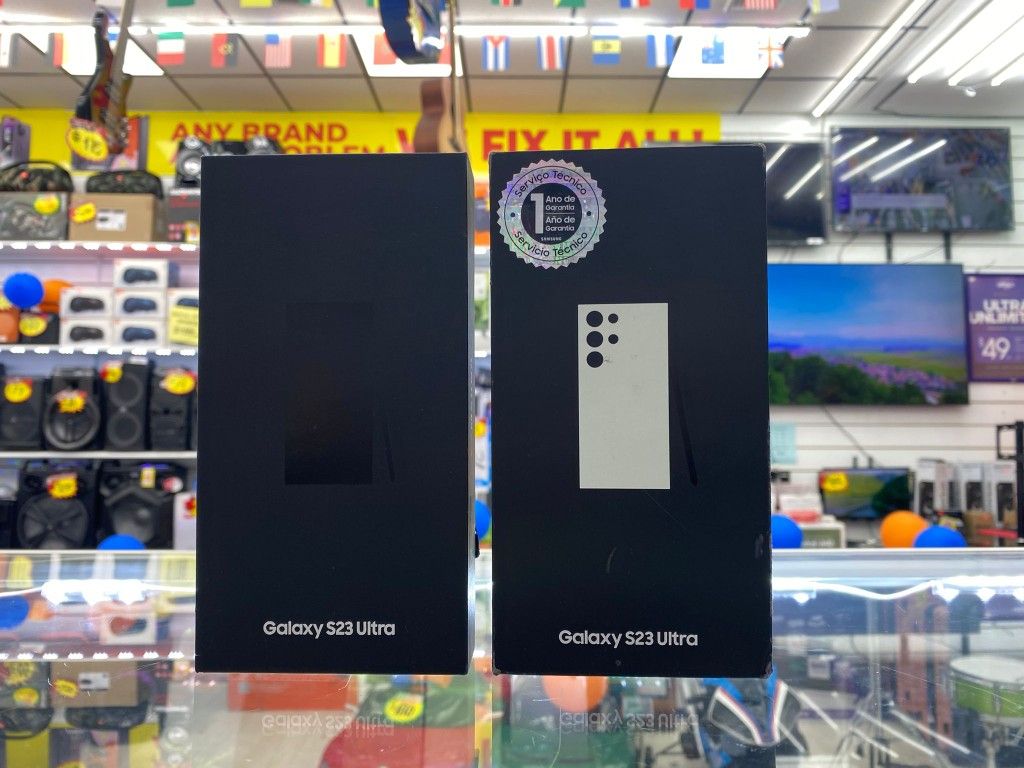 ANY BRAND
FIX IT ALL!
Serviço Técnico
1
Ano de
Garantia
Año de
Garantía
SAMSUNG
Servicio Técnico
ULTRA
UNLIMIT
$49
Galaxy S23 Ultra
Galaxy S23 Ultra